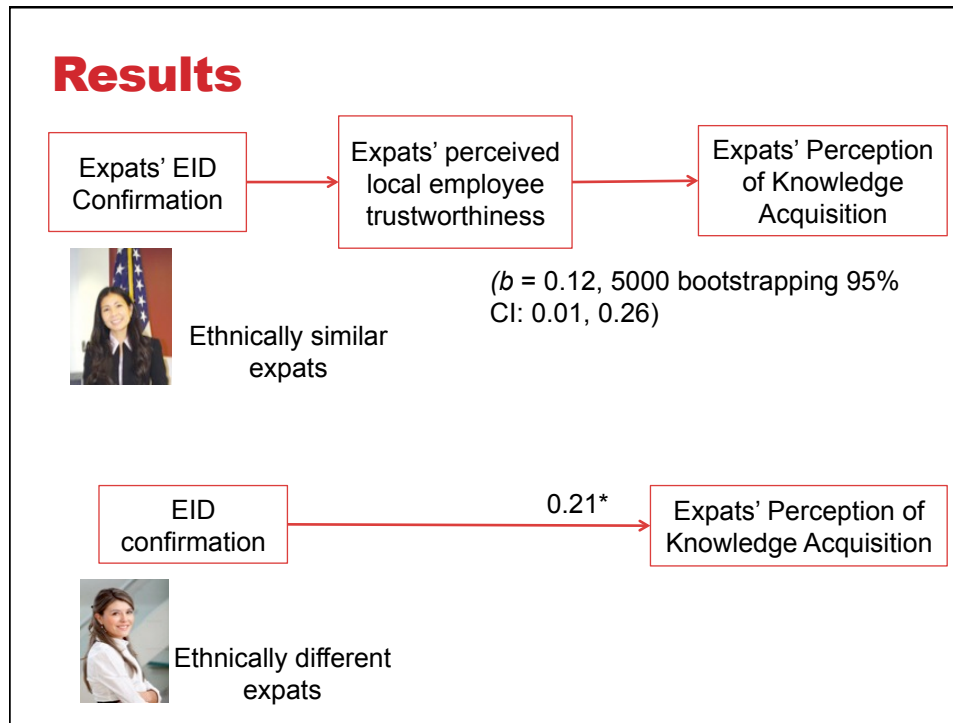 Results
Expats’ EID
Confirmation
Expats’ perceived
local employee
trustworthiness
Expats’ Perception
of Knowledge
Acquisition
(b = 0.12, 5000 bootstrapping 95%
CI: 0.01, 0.26)
Ethnically similar
expats
EID
confirmation
0.21*
Expats’ Perception of
Knowledge Acquisition
Ethnically different
expats